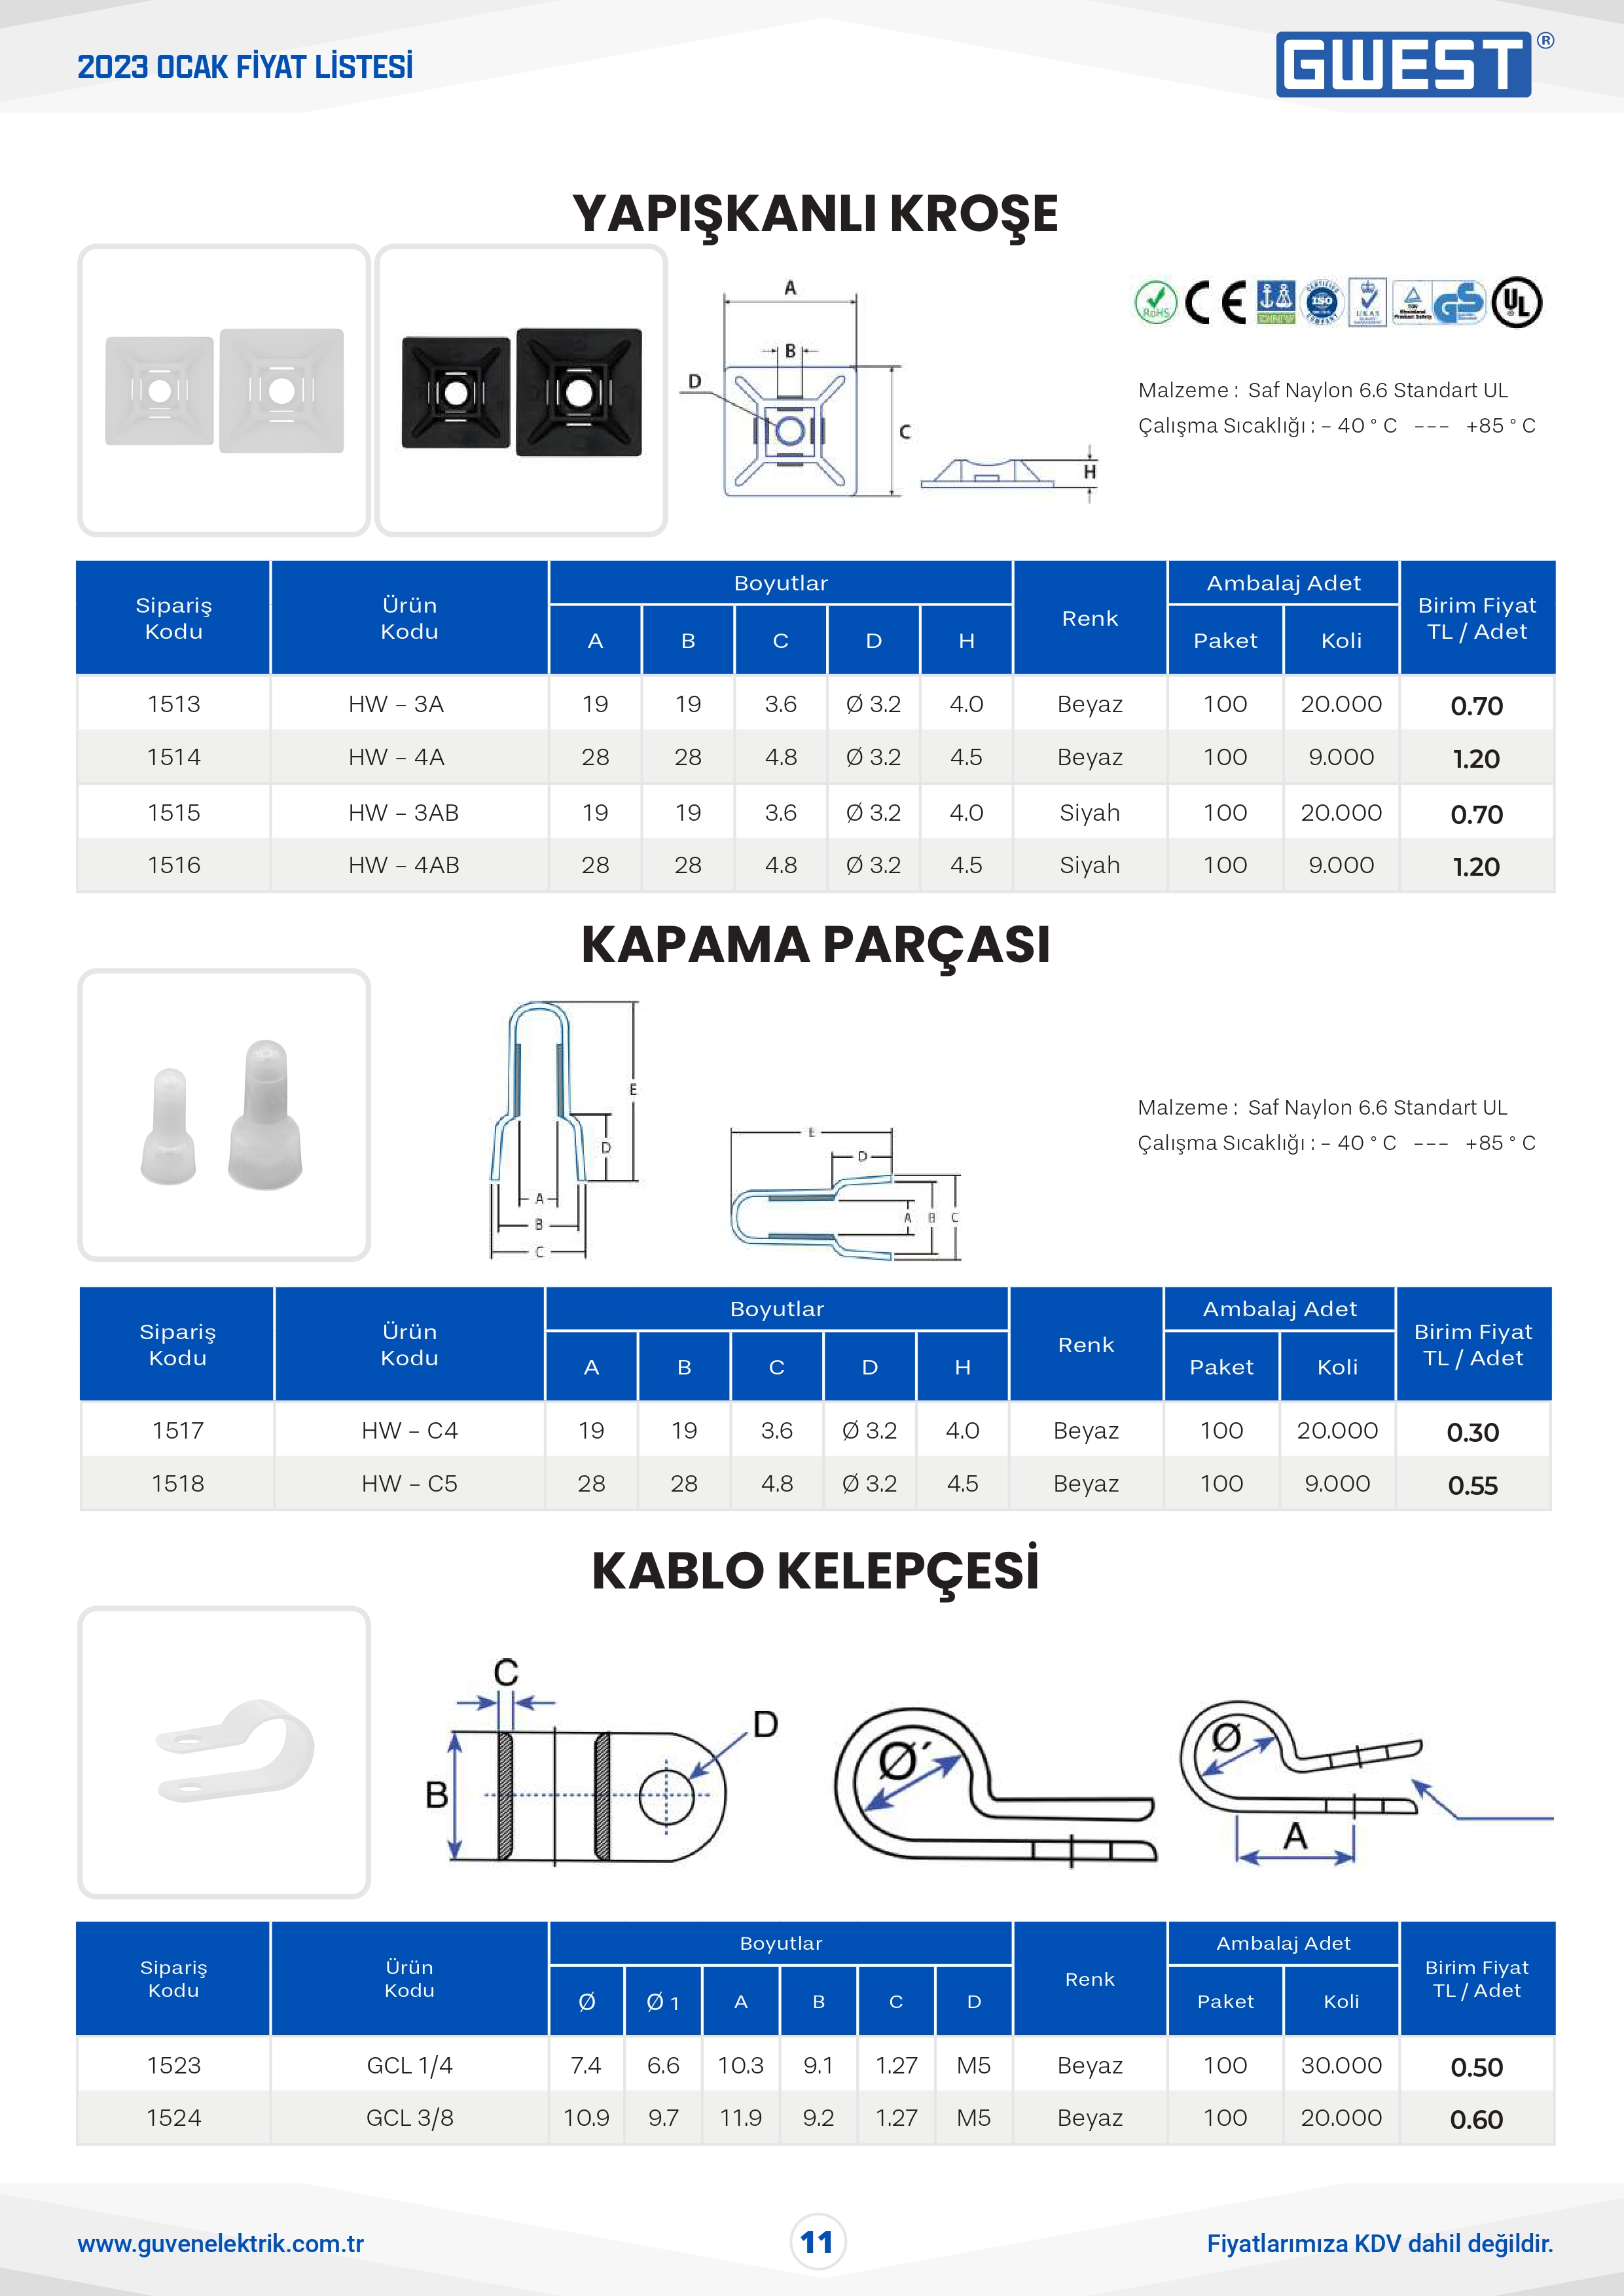 2023 OCAK FİYAT LİSTESİ
GWEST ®
YAPIŞKANLI KROŞE
A
B
D
C
H
RoHS
CE
ISO
UKAS
TÜV Rheinland Product Safety
GS
UL
Malzeme : Saf Naylon 6.6 Standart UL
Çalışma Sıcaklığı : - 40 ° C --- +85 ° C
Sipariş Kodu Ürün Kodu Boyutlar Renk Ambalaj Adet Birim Fiyat TL / Adet
A B C D H Paket Koli
1513 HW - 3A 19 19 3.6 Ø 3.2 4.0 Beyaz 100 20.000 0.70
1514 HW - 4A 28 28 4.8 Ø 3.2 4.5 Beyaz 100 9.000 1.20
1515 HW - 3AB 19 19 3.6 Ø 3.2 4.0 Siyah 100 20.000 0.70
1516 HW - 4AB 28 28 4.8 Ø 3.2 4.5 Siyah 100 9.000 1.20
KAPAMA PARÇASI
E
D
A
B
C
E
D
A B C
Malzeme : Saf Naylon 6.6 Standart UL
Çalışma Sıcaklığı : - 40 ° C --- +85 ° C
Sipariş Kodu Ürün Kodu Boyutlar Renk Ambalaj Adet Birim Fiyat TL / Adet
A B C D H Paket Koli
1517 HW - C4 19 19 3.6 Ø 3.2 4.0 Beyaz 100 20.000 0.30
1518 HW - C5 28 28 4.8 Ø 3.2 4.5 Beyaz 100 9.000 0.55
KABLO KELEPÇESİ
C
D
B
Ø´
Ø
A
Sipariş Kodu Ürün Kodu Boyutlar Renk Ambalaj Adet Birim Fiyat TL / Adet
Ø Ø 1 A B C D Paket Koli
1523 GCL 1/4 7.4 6.6 10.3 9.1 1.27 M5 Beyaz 100 30.000 0.50
1524 GCL 3/8 10.9 9.7 11.9 9.2 1.27 M5 Beyaz 100 20.000 0.60
www.guvenelektrik.com.tr
11
Fiyatlarımıza KDV dahil değildir.